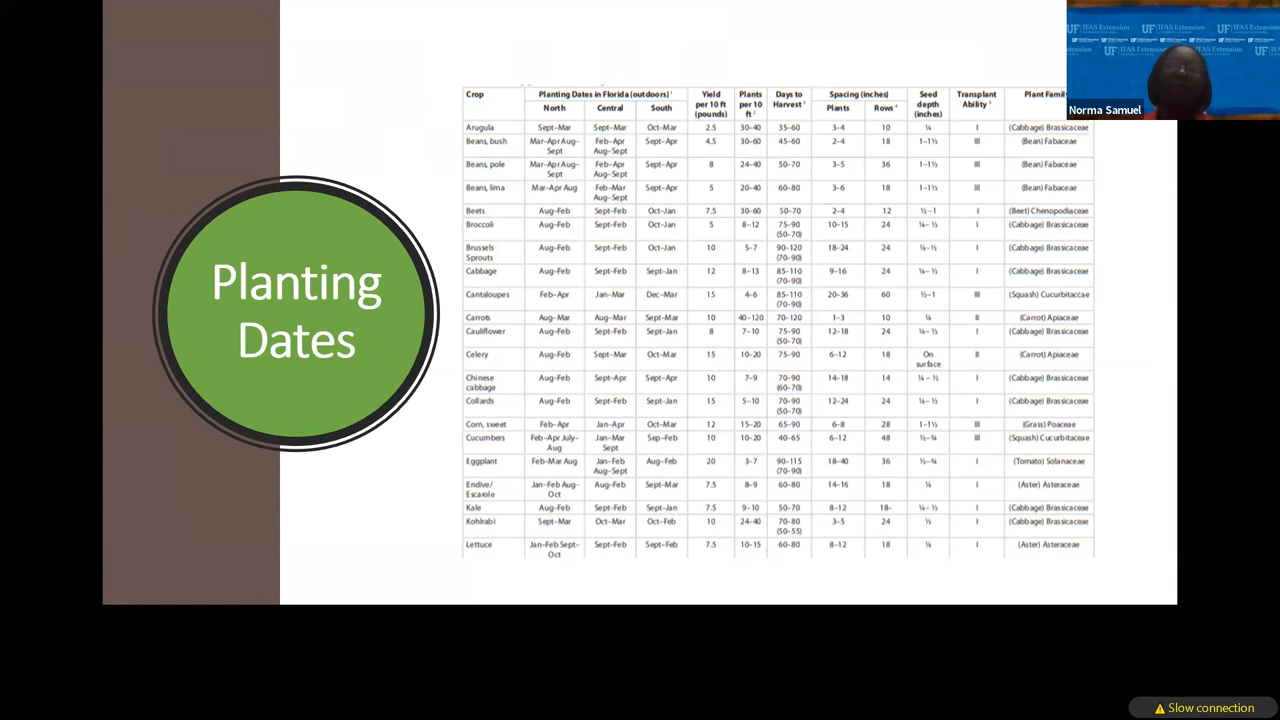 UF IFAS Extension
Norma Samuel
Planting
Dates
Crop Planting Dates in Florida (outdoors) 1 Yield per 10 ft (pounds) Plants per 10 ft 2 Days to Harvest 3 Spacing (inches) Seed depth (inches) Transplant Ability 5 Plant Family
North Central South Plants Rows 4
Arugula Sept–Mar Sept–Mar Oct–Mar 2.5 30–40 35–60 3–4 10 ¼ I (Cabbage) Brassicaceae
Beans, bush Mar–Apr Aug–Sept Feb–Apr Aug–Sept Sept–Apr 4.5 30–60 45–60 2–4 18 1–1½ III (Bean) Fabaceae
Beans, pole Mar–Apr Aug–Sept Feb–Apr Aug–Sept Sept–Apr 8 24–40 50–70 3–5 36 1–1½ III (Bean) Fabaceae
Beans, lima Mar–Apr Aug Feb–Mar Aug–Sept Sept–Apr 5 20–40 60–80 3–6 18 1–1½ III (Bean) Fabaceae
Beets Aug–Feb Sept–Feb Oct–Jan 7.5 30–60 50–70 2–4 12 ½–1 I (Beet) Chenopodiaceae
Broccoli Aug–Feb Sept–Feb Oct–Jan 5 8–12 75–90 (50–70) 10–15 24 ¼–½ I (Cabbage) Brassicaceae
Brussels Sprouts Aug–Feb Sept–Feb Oct–Jan 10 5–7 90–120 (70–90) 18–24 24 ¼–½ I (Cabbage) Brassicaceae
Cabbage Aug–Feb Sept–Feb Sept–Jan 12 8–13 85–110 (70–90) 9–16 24 ¼–½ I (Cabbage) Brassicaceae
Cantaloupes Feb–Apr Jan–Mar Dec–Mar 15 4–6 85–110 (70–90) 20–36 60 ½–1 III (Squash) Cucurbitaccae
Carrots Aug–Mar Aug–Mar Sept–Mar 10 40–120 70–120 1–3 10 ¼ II (Carrot) Apiaceae
Cauliflower Aug–Feb Sept–Feb Sept–Jan 8 7–10 75–90 (50–70) 12–18 24 ¼–½ I (Cabbage) Brassicaceae
Celery Aug–Feb Sept–Mar Oct–Mar 15 10–20 75–90 6–12 18 On surface II (Carrot) Apiaceae
Chinese cabbage Aug–Feb Sept–Apr Sept–Apr 10 7–9 70–90 (60–70) 14–18 14 ¼–½ I (Cabbage) Brassicaceae
Collards Aug–Feb Sept–Feb Sept–Jan 15 5–10 70–90 (50–70) 12–24 24 ¼–½ I (Cabbage) Brassicaceae
Corn, sweet Feb–Apr Jan–Apr Oct–Mar 12 15–20 65–90 6–8 28 1–1½ III (Grass) Poaceae
Cucumbers Feb–Apr July–Aug Jan–Mar Sept Sep–Feb 10 10–20 40–65 6–12 48 ½–¾ III (Squash) Cucurbitaceae
Eggplant Feb–Mar Aug Jan–Feb Aug–Sept Aug–Feb 20 3–7 90–115 (70–90) 18–40 36 ½–¾ I (Tomato) Solanaceae
Endive/ Escarole Jan–Feb Aug–Oct Aug–Feb Sept–Mar 7.5 8–9 60–80 14–16 18 ¼ I (Aster) Asteraceae
Kale Aug–Feb Sept–Feb Sept–Jan 7.5 9–10 50–70 8–12 18– ¼–½ I (Cabbage) Brassicaceae
Kohlrabi Sept–Mar Oct–Mar Oct–Feb 10 24–40 70–80 (50–55) 3–5 24 ½ I (Cabbage) Brassicaceae
Lettuce Jan–Feb Sept–Oct Sept–Feb Sept–Feb 7.5 10–15 60–80 8–12 18 ¼ I (Aster) Asteraceae
Slow connection